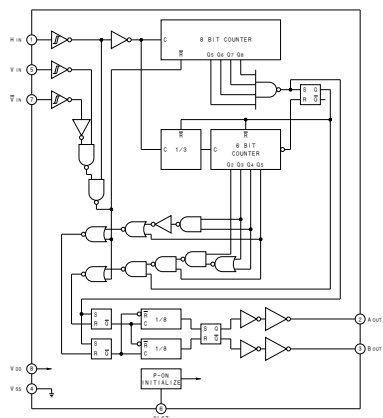 H IN 1
8 BIT COUNTER
C
R
Q5 Q6 Q7 Q8
V IN 5
V IN 7
S Q
R Q
R
R
C 1/3
C 6 BIT COUNTER
Q2 Q3 Q4 Q5
S
R Q
R
C
1/8
S Q
R Q
2 A OUT
S
R Q
R
C
1/8
3 B OUT
V DD 8
V SS 4
P-ON
INITIALIZE
6